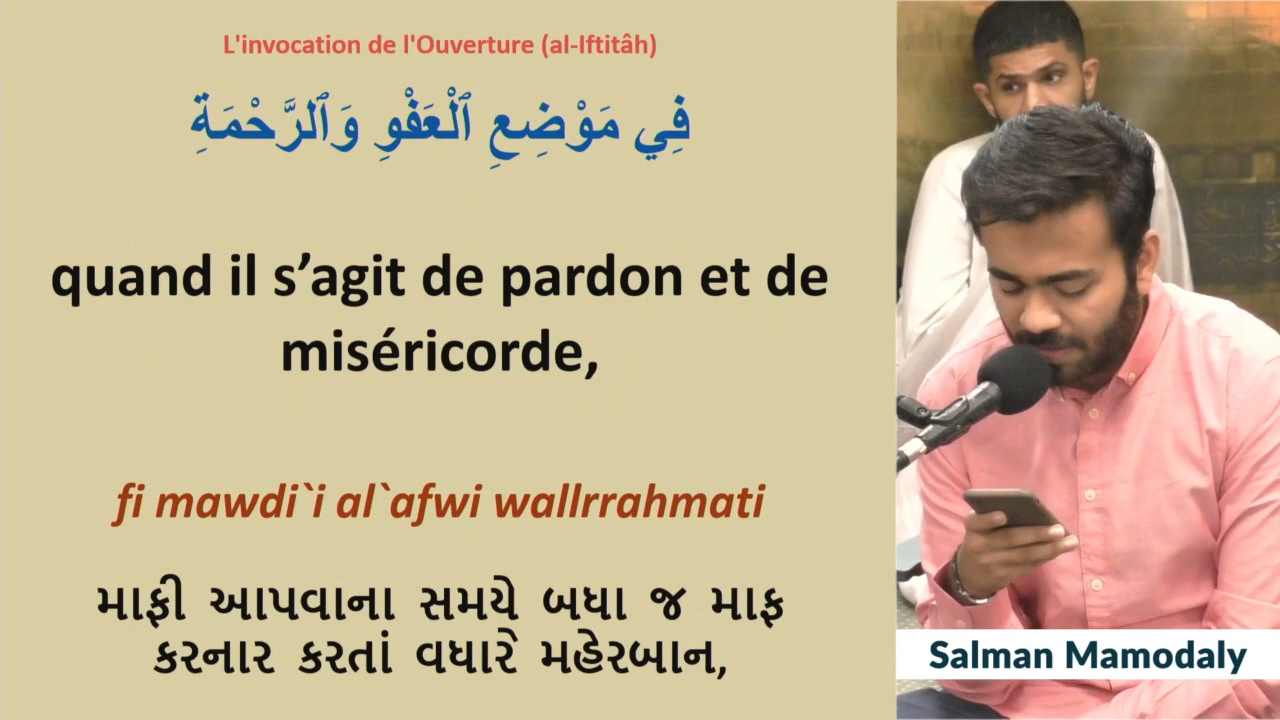 L'invocation de l'Ouverture (al-Iftitâh)
فِي مَوْضِعِ ٱلْعَفْوِ وَٱلرَّحْمَةِ
quand il s’agit de pardon et de
miséricorde,
fi mawdi`i al`afwi wallrrahmati
માફી આપવાના સમયે બધા જ માફ
કરનાર કરતાં વધારે મહેરબાન,
Salman Mamodaly